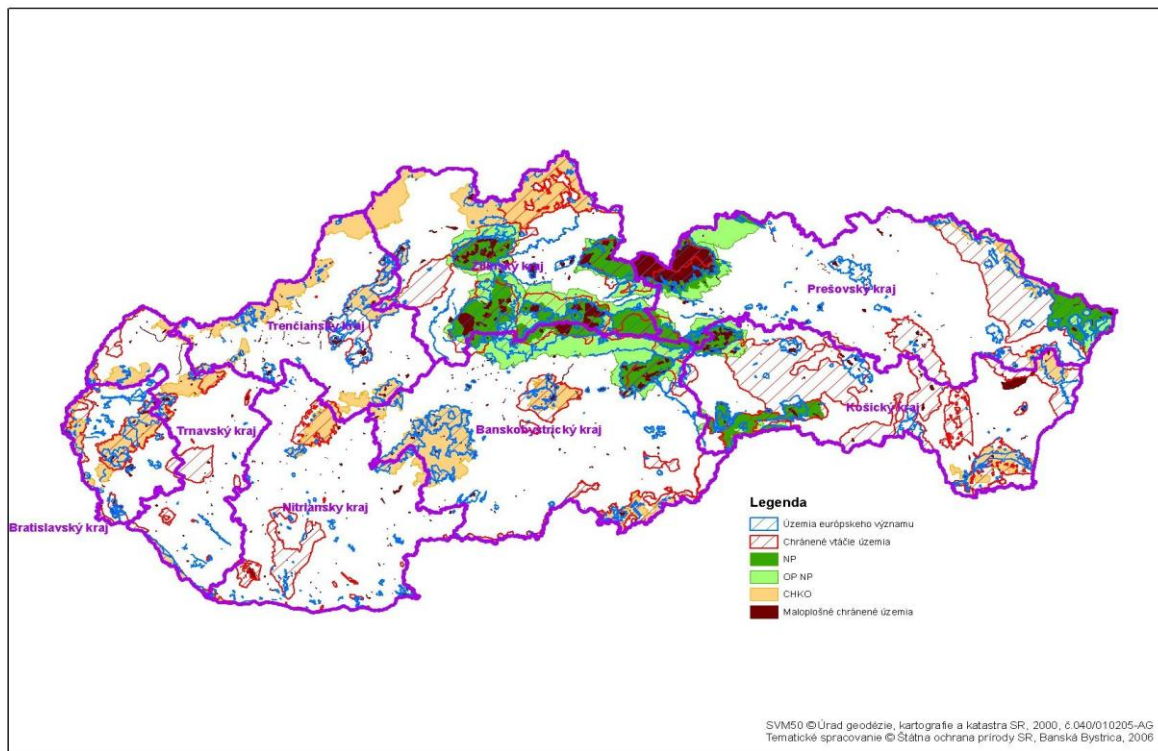 Žilinský kraj
Prešovský kraj
Trenčiansky kraj
Košický kraj
Trnavský kraj
Banskobystrický kraj
Nitriansky kraj
Bratislavský kraj
Legenda
Územia európskeho významu
Chránené vtáčie územia
NP
OP NP
CHKO
Maloplošné chránené územia
SVM50 © Úrad geodézie, kartografie a katastra SR, 2000, č.040/010205-AG
Tematické spracovanie © Štátna ochrana prírody SR, Banská Bystrica, 2006